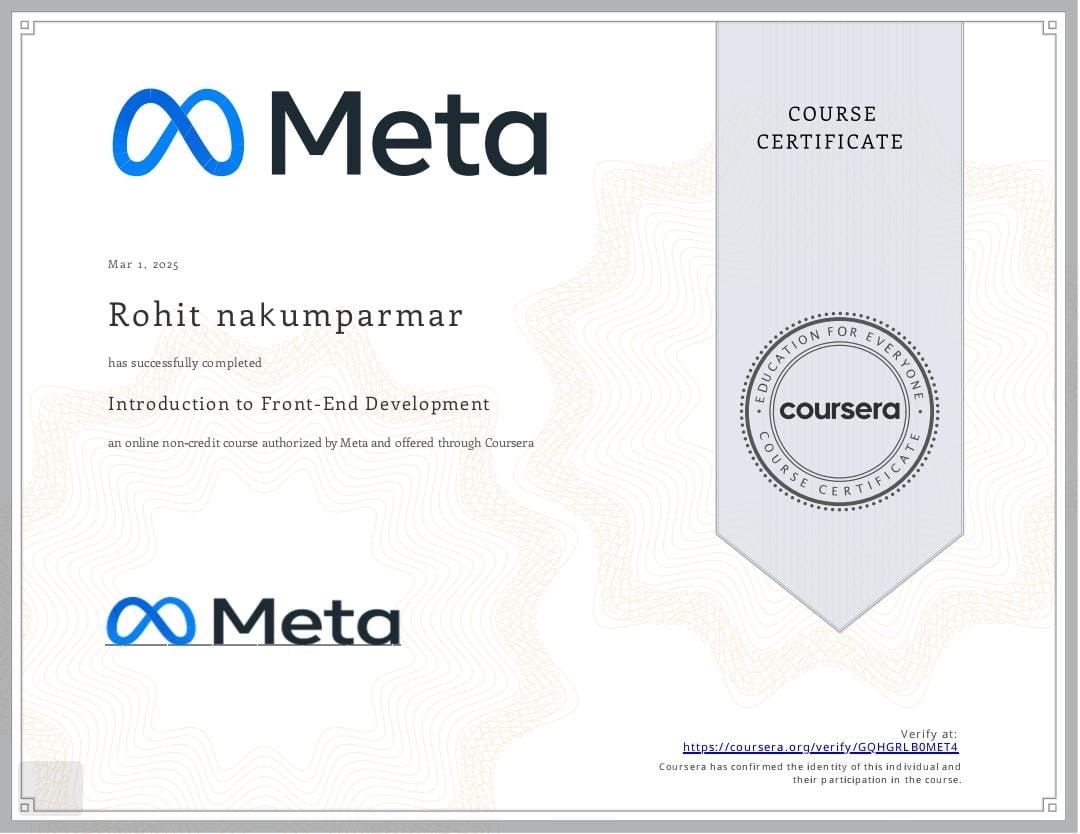 Meta
COURSE
CERTIFICATE
Mar 1, 2025
Rohit nakumparmar
has successfully completed
Introduction to Front-End Development
an online non-credit course authorized by Meta and offered through Coursera
EDUCATION FOR EVERYONE
coursera
COURSE CERTIFICATE
Meta
Verify at:
https://coursera.org/verify/GQHGRLB0MET4
Coursera has confirmed the identity of this individual and
their participation in the course.